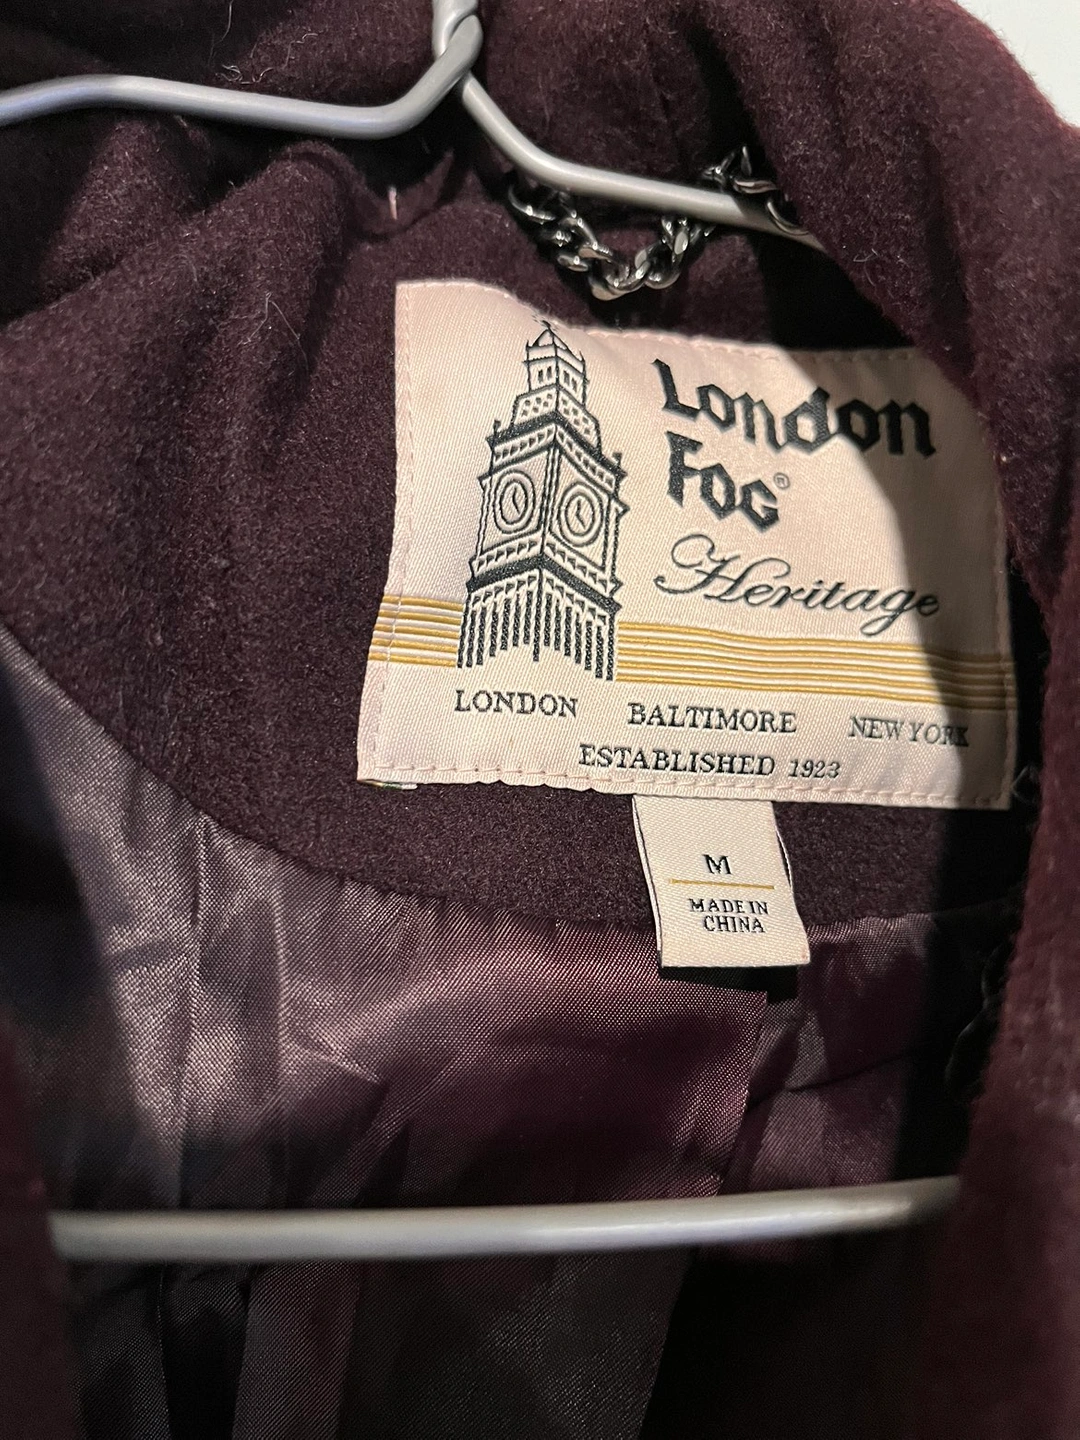 London
Fog®
Heritage
LONDON BALTIMORE NEW YORK
ESTABLISHED 1923
M
MADE IN
CHINA